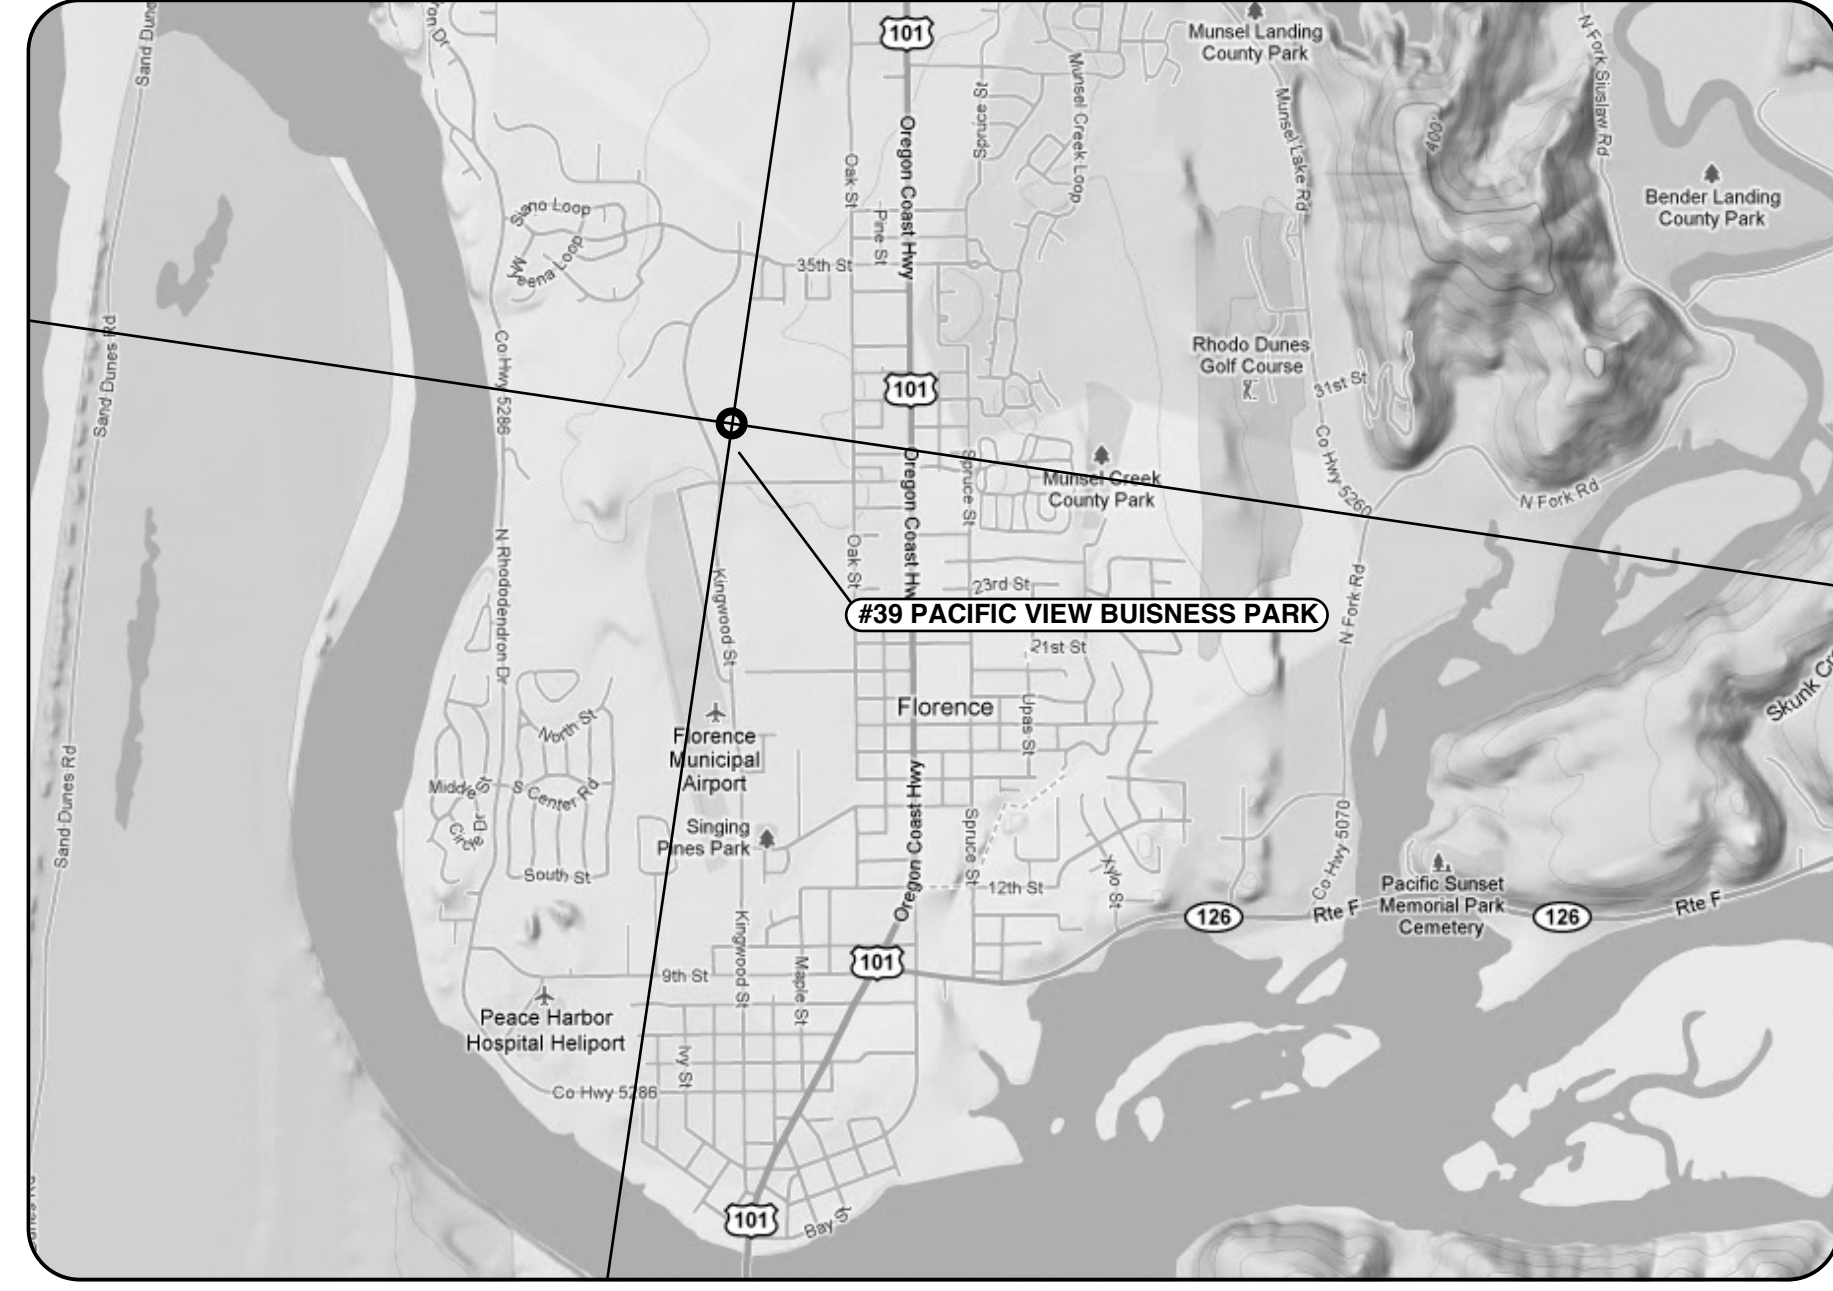 Sand Dune
ron Dr
101
Munsel Landing
County Park
N Fork Siuslaw Rd
Spruce St
Munsel Creek Loop
Munsel Lake Rd
400'
Oregon Coast Hwy
Oak St
Pine St
Bender Landing
County Park
Siano Loop
Wecena Loop
35th St
Sand Dunes Rd
Co Hwy 5286
Rhodo Dunes
Golf Course
31st St
101
Co Hwy 5260
Munsel Creek
County Park
N Fork Rd
Oregon Coast Hwy
Spruce St
Oak St
N Rhododendron Dr
Kingwood St
23rd St
N Fork Rd
#39 PACIFIC VIEW BUISNESS PARK
21st St
Florence
Upas St
Skunk Cr
North St
Florence
Municipal
Airport
Sand Dunes Rd
Middle St
S Center Rd
Circle Dr
Singing
Pines Park
Oregon Coast Hwy
Spruce St
Co Hwy 5070
South St
12th St
Xylo St
Pacific Sunset
Memorial Park
Cemetery
126
Rte F
126
Rte F
Kingwood St
101
9th St
Maple St
Peace Harbor
Hospital Heliport
Ivy St
Co Hwy 5286
101
Bay St